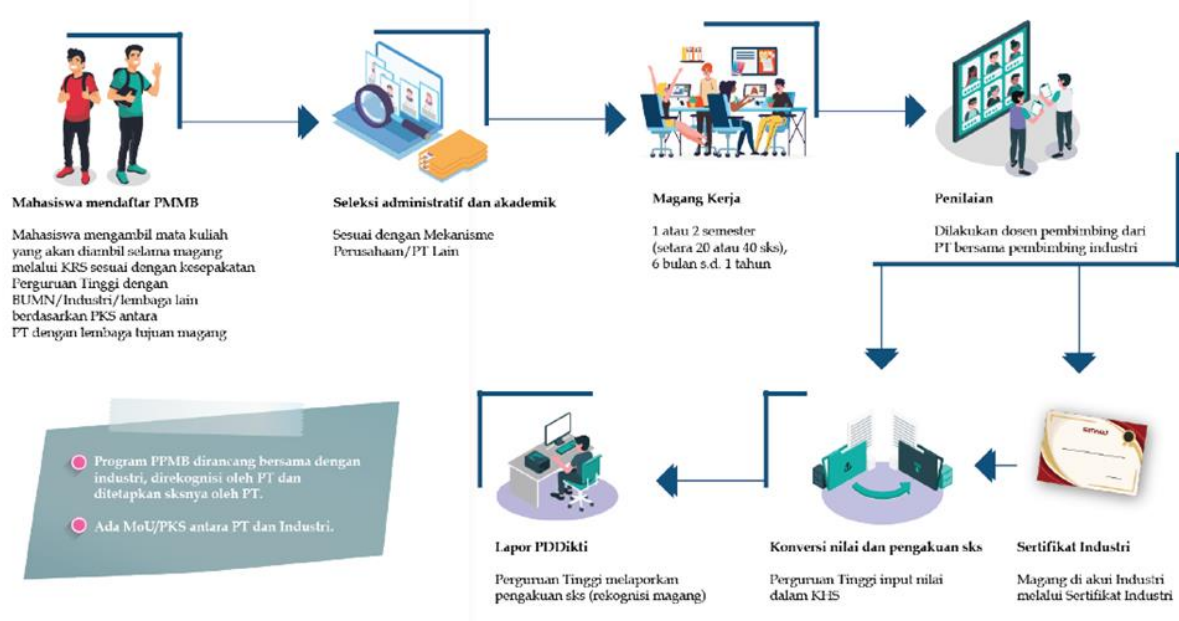 Mahasiswa mendaftar PMMB
Mahasiswa mengambil mata kuliah
yang akan diambil selama magang
melalui KRS sesuai dengan kesepakatan
Perguruan Tinggi dengan
BUMN/Industri/lembaga lain
berdasarkan PKS antara
PT dengan lembaga tujuan magang
Seleksi administratif dan akademik
Sesuai dengan Mekanisme
Perusahaan/PT Lain
Magang Kerja
1 atau 2 semester
(setara 20 atau 40 sks),
6 bulan s.d. 1 tahun
Penilaian
Dilakukan dosen pembimbing dari
PT bersama pembimbing industri
Program PPMB dirancang bersama dengan
industri, direkognisi oleh PT dan
ditetapkan sksnya oleh PT.
Ada MoU/PKS antara PT dan Industri.
Lapor PDDikti
Perguruan Tinggi melaporkan
pengakuan sks (rekognisi magang)
Konversi nilai dan pengakuan sks
Perguruan Tinggi input nilai
dalam KHS
Sertifikat Industri
Magang di akui Industri
melalui Sertifikat Industri